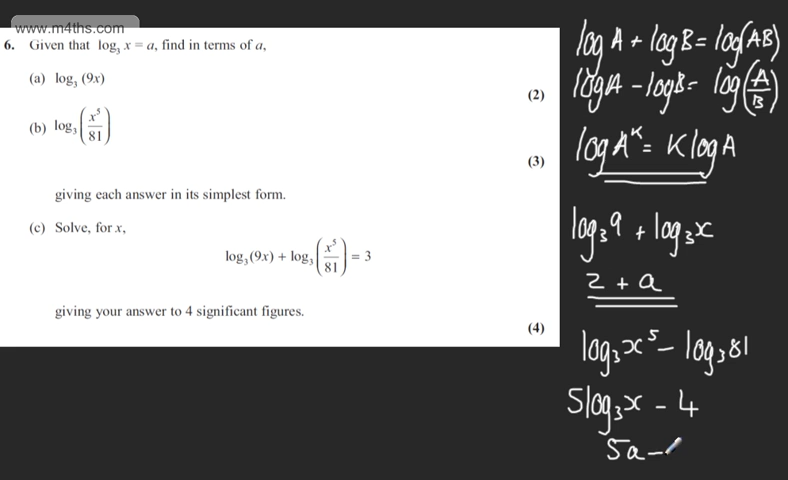 www.m4ths.com
6. Given that log₃ x = a, find in terms of a,
(a) log₃ (9x)
(2)
(b) log₃(x⁵/81)
(3)
giving each answer in its simplest form.
(c) Solve, for x,
log₃(9x) + log₃(x⁵/81) = 3
giving your answer to 4 significant figures.
(4)
log A + log B = log(AB)
log A - log B = log(A/B)
log Aᴷ = K log A
log₃9 + log₃x
2 + a
log₃x⁵ - log₃81
5log₃x - 4
5a -